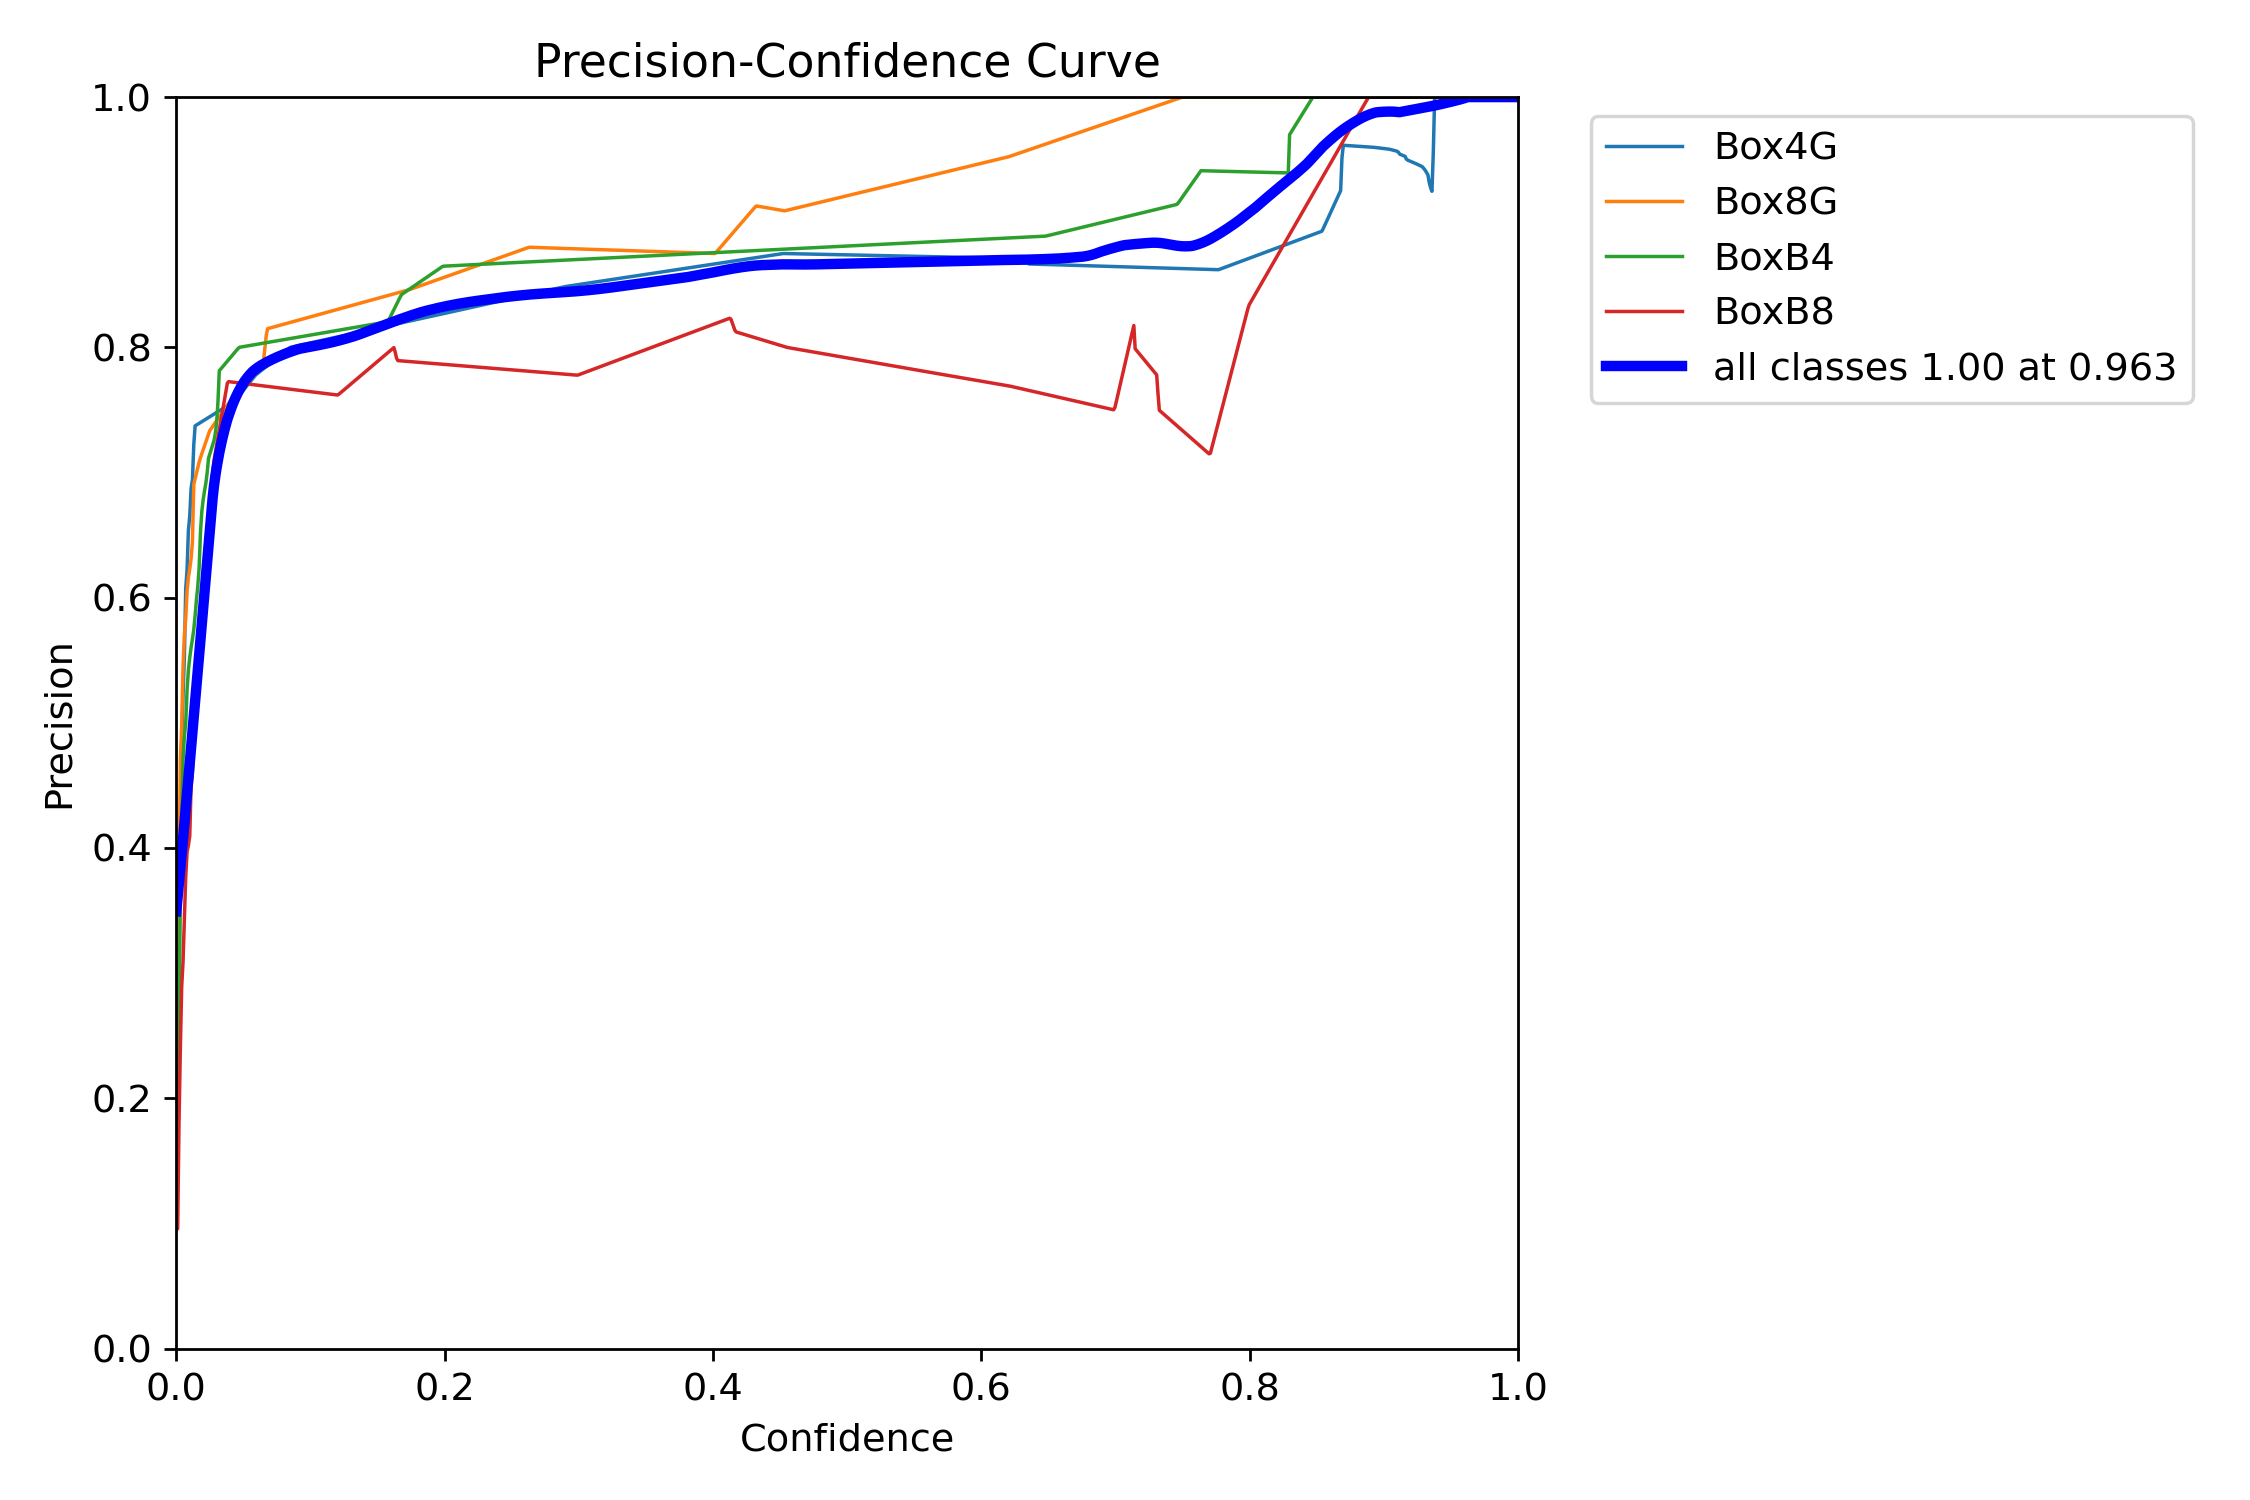 Precision-Confidence Curve
1.0
0.8
0.6
0.4
0.2
0.0
Precision
0.0 0.2 0.4 0.6 0.8 1.0
Confidence
Box4G
Box8G
BoxB4
BoxB8
all classes 1.00 at 0.963